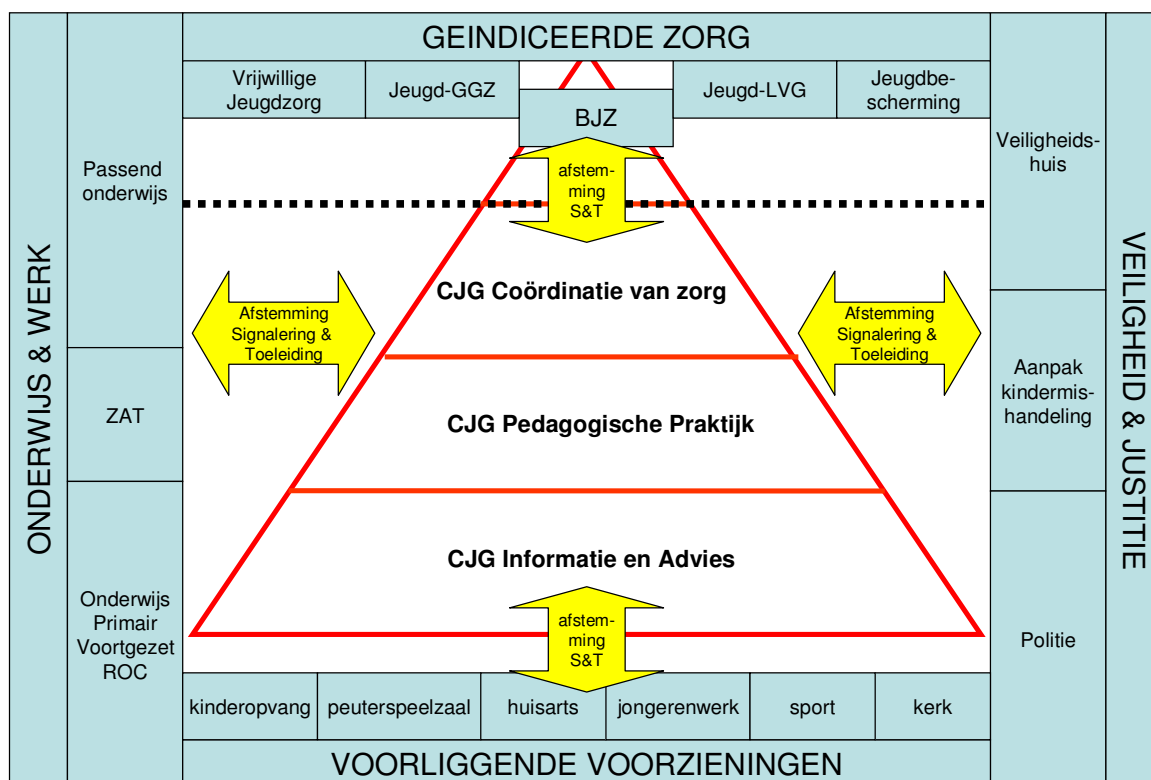 GEINDICEERDE ZORG
Vrijwillige
Jeugdzorg
Jeugd-GGZ
BJZ
Jeugd-LVG
Jeugdbe-
scherming
ONDERWIJS & WERK
Passend
onderwijs
ZAT
Onderwijs
Primair
Voortgezet
ROC
afstem-
ming
S&T
CJG Coördinatie van zorg
Afstemming
Signalering &
Toeleiding
Afstemming
Signalering &
Toeleiding
CJG Pedagogische Praktijk
CJG Informatie en Advies
afstem-
ming
S&T
Veiligheids-
huis
Aanpak
kindermis-
handeling
Politie
VEILIGHEID & JUSTITIE
kinderopvang
peuterspeelzaal
huisarts
jongerenwerk
sport
kerk
VOORLIGGENDE VOORZIENINGEN